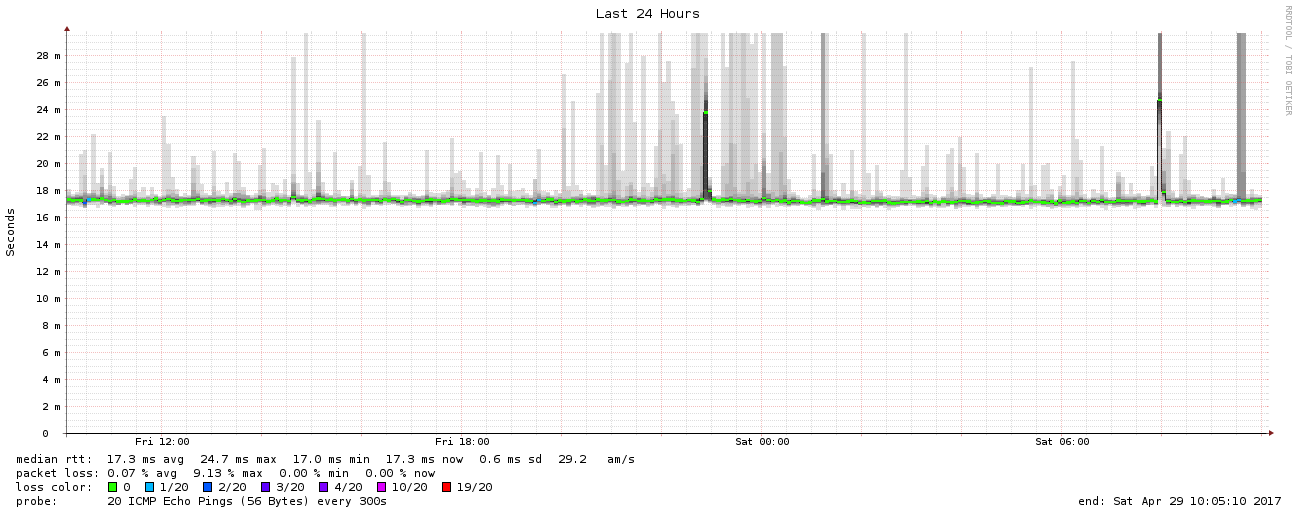 Last 24 Hours
RRDTOOL / TOBI OETIKER
Seconds
28 m
26 m
24 m
22 m
20 m
18 m
16 m
14 m
12 m
10 m
8 m
6 m
4 m
2 m
0
Fri 12:00 Fri 18:00 Sat 00:00 Sat 06:00
median rtt: 17.3 ms avg 24.7 ms max 17.0 ms min 17.3 ms now 0.6 ms sd 29.2 am/s
packet loss: 0.07 % avg 9.13 % max 0.00 % min 0.00 % now
loss color: 0 1/20 2/20 3/20 4/20 10/20 19/20
probe: 20 ICMP Echo Pings (56 Bytes) every 300s end: Sat Apr 29 10:05:10 2017